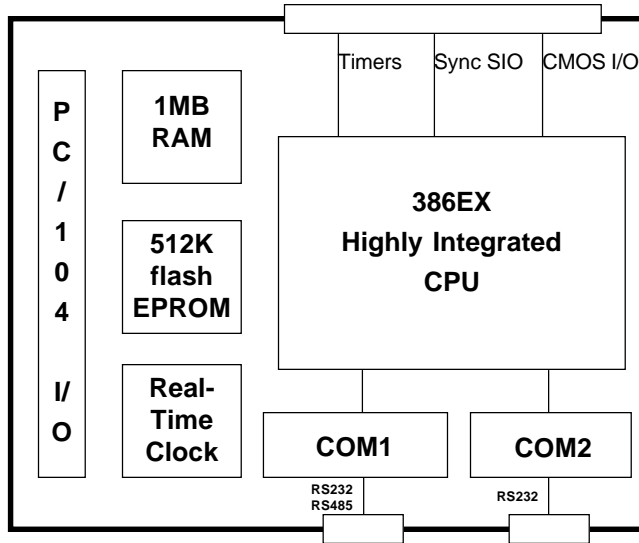 Timers Sync SIO CMOS I/O
P
C
/
1
0
4
I/
O
1MB
RAM
512K
flash
EPROM
Real-
Time
Clock
386EX
Highly Integrated
CPU
COM1
COM2
RS232
RS485
RS232